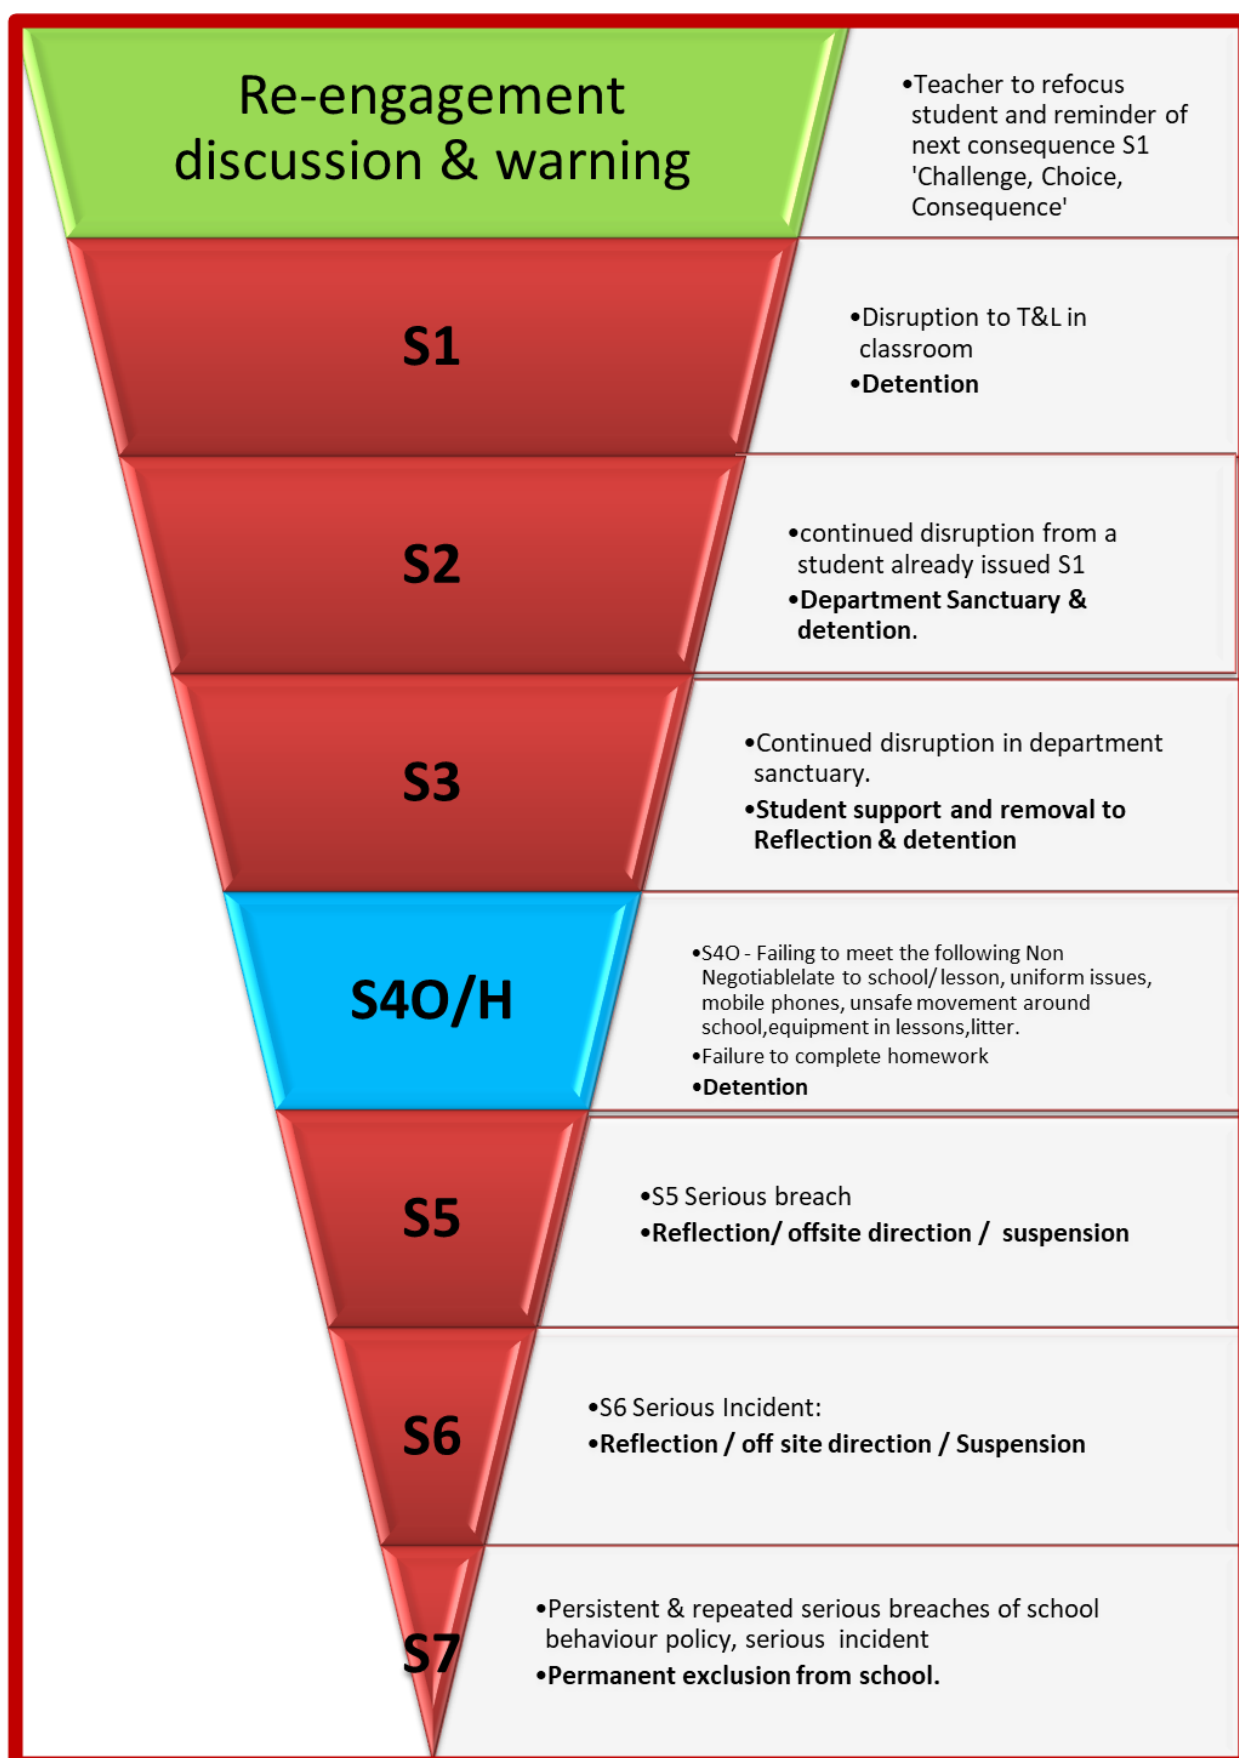 Re-engagement
discussion & warning
•Teacher to refocus
student and reminder of
next consequence S1
'Challenge, Choice,
Consequence'
S1
•Disruption to T&L in
classroom
•Detention
S2
•continued disruption from a
student already issued S1
•Department Sanctuary &
detention.
S3
•Continued disruption in department
sanctuary.
•Student support and removal to
Reflection & detention
S4O/H
•S4O - Failing to meet the following Non
Negotiablelate to school/ lesson, uniform issues,
mobile phones, unsafe movement around
school,equipment in lessons,litter.
•Failure to complete homework
•Detention
S5
•S5 Serious breach
•Reflection/ offsite direction / suspension
S6
•S6 Serious Incident:
•Reflection / off site direction / Suspension
S7
•Persistent & repeated serious breaches of school
behaviour policy, serious incident
•Permanent exclusion from school.